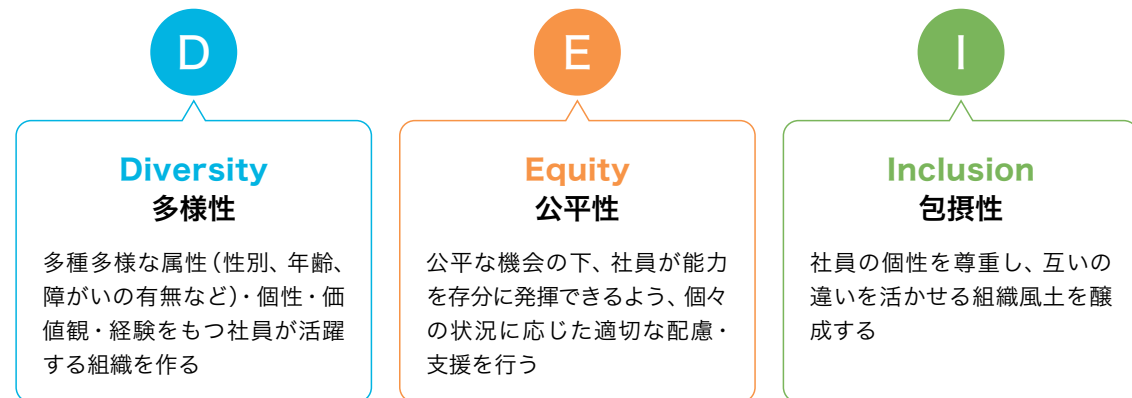 D
Diversity
多様性
多種多様な属性（性別、年齢、
障がいの有無など）・個性・価
値観・経験をもつ社員が活躍
する組織を作る
E
Equity
公平性
公平な機会の下、社員が能力
を存分に発揮できるよう、個々
の状況に応じた適切な配慮・
支援を行う
I
Inclusion
包摂性
社員の個性を尊重し、互いの
違いを活かせる組織風土を醸
成する